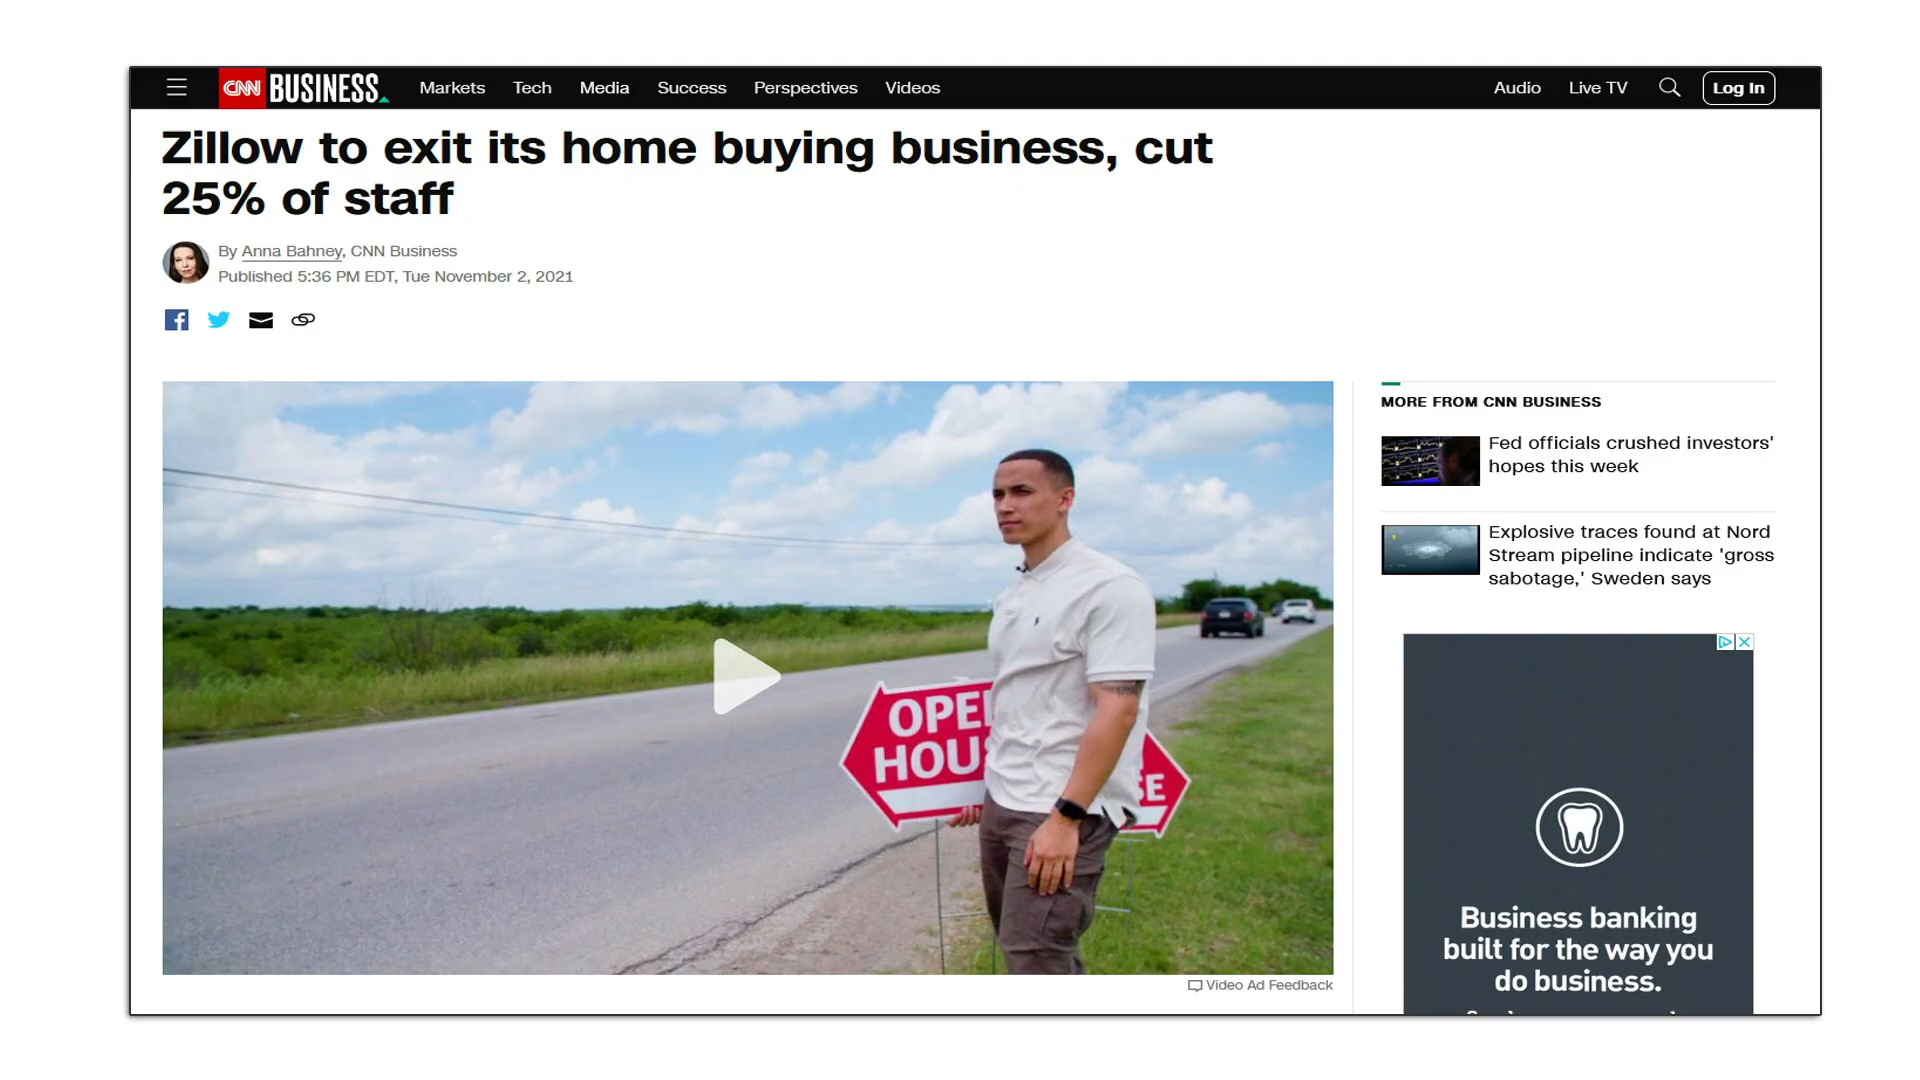 CNN BUSINESS
Markets Tech Media Success Perspectives Videos
Audio Live TV Log In
Zillow to exit its home buying business, cut
25% of staff
By Anna Bahney, CNN Business
Published 5:36 PM EDT, Tue November 2, 2021
OPE
HOU
SE
Video Ad Feedback
MORE FROM CNN BUSINESS
Fed officials crushed investors'
hopes this week
Explosive traces found at Nord
Stream pipeline indicate 'gross
sabotage,' Sweden says
Business banking
built for the way you
do business.